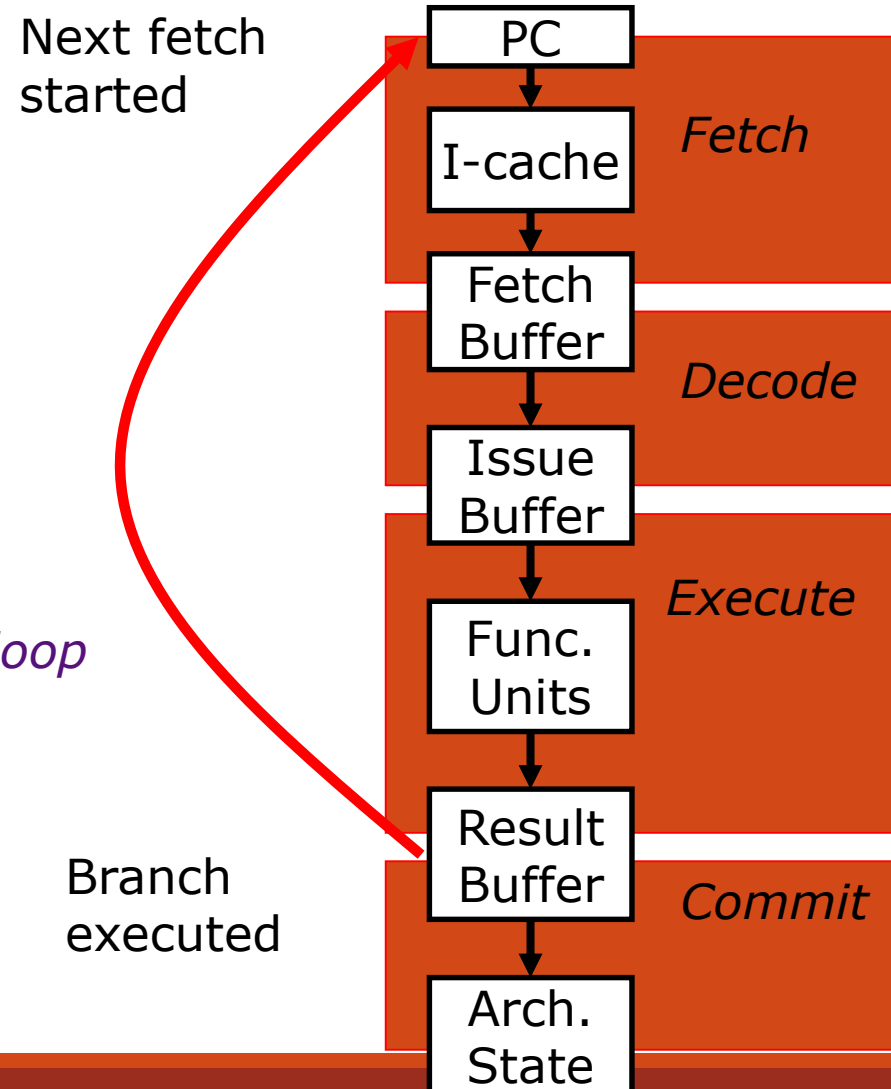 Next fetch
started
PC
Fetch
I-cache
Fetch
Buffer
Decode
Issue
Buffer
Execute
loop
Func.
Units
Result
Buffer
Branch
executed
Commit
Arch.
State